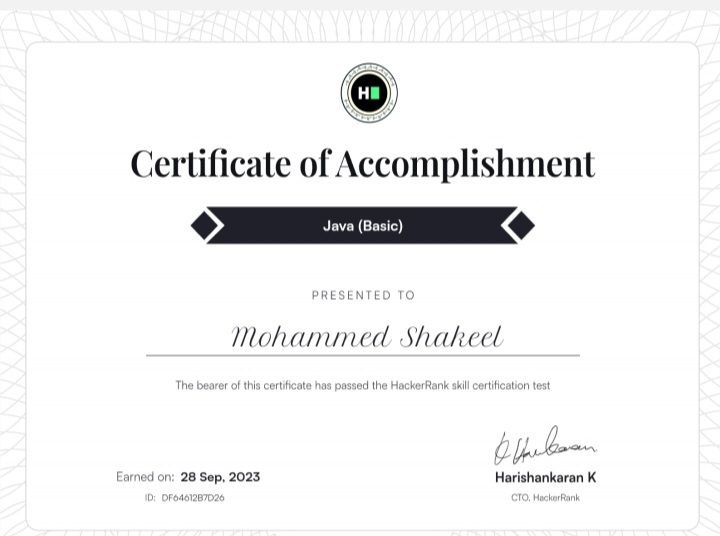 H
Certificate of Accomplishment
Java (Basic)
PRESENTED TO
Mohammed Shakeel
The bearer of this certificate has passed the HackerRank skill certification test
Earned on: 28 Sep, 2023
ID: DF64612B7D26
Harishankaran K
CTO, HackerRank